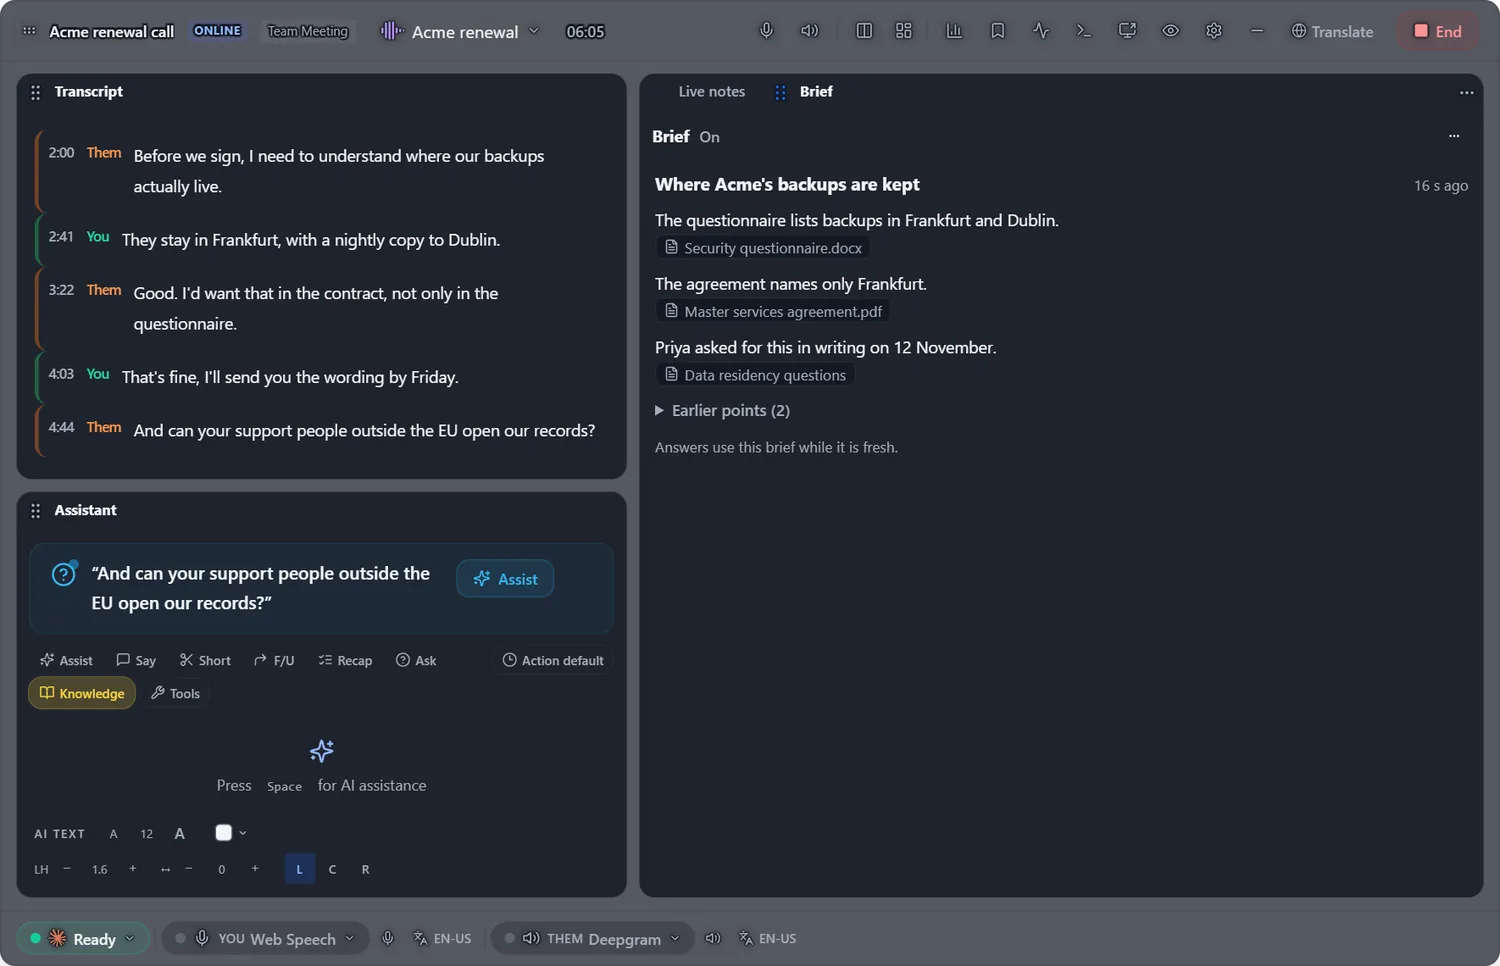 Acme renewal call ONLINE Team Meeting Acme renewal 06:05 Translate End
Transcript
2:00 Them Before we sign, I need to understand where our backups
actually live.
2:41 You They stay in Frankfurt, with a nightly copy to Dublin.
3:22 Them Good. I'd want that in the contract, not only in the
questionnaire.
4:03 You That's fine, I'll send you the wording by Friday.
4:44 Them And can your support people outside the EU open our records?
Assistant
“And can your support people outside the
EU open our records?”
Assist
Assist Say Short F/U Recap Ask Action default
Knowledge Tools
Press Space for AI assistance
AI TEXT A 12 A
LH − 1.6 + ↔ − 0 + L C R
Live notes Brief
Brief On
Where Acme's backups are kept 16 s ago
The questionnaire lists backups in Frankfurt and Dublin.
Security questionnaire.docx
The agreement names only Frankfurt.
Master services agreement.pdf
Priya asked for this in writing on 12 November.
Data residency questions
Earlier points (2)
Answers use this brief while it is fresh.
Ready YOU Web Speech EN-US THEM Deepgram EN-US